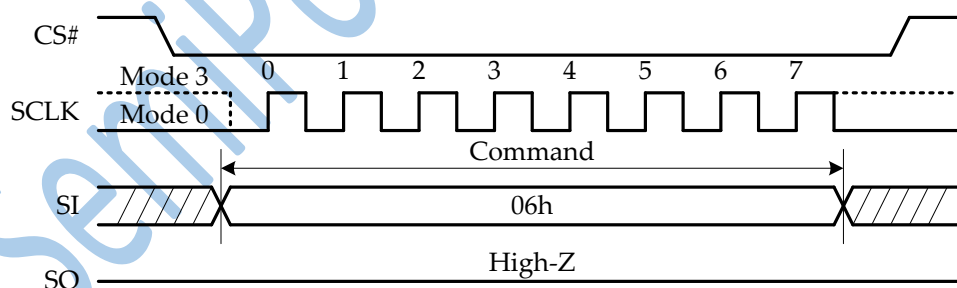 CS#
Mode 3 0 1 2 3 4 5 6 7
SCLK Mode 0
Command
SI 06h
High-Z
SO